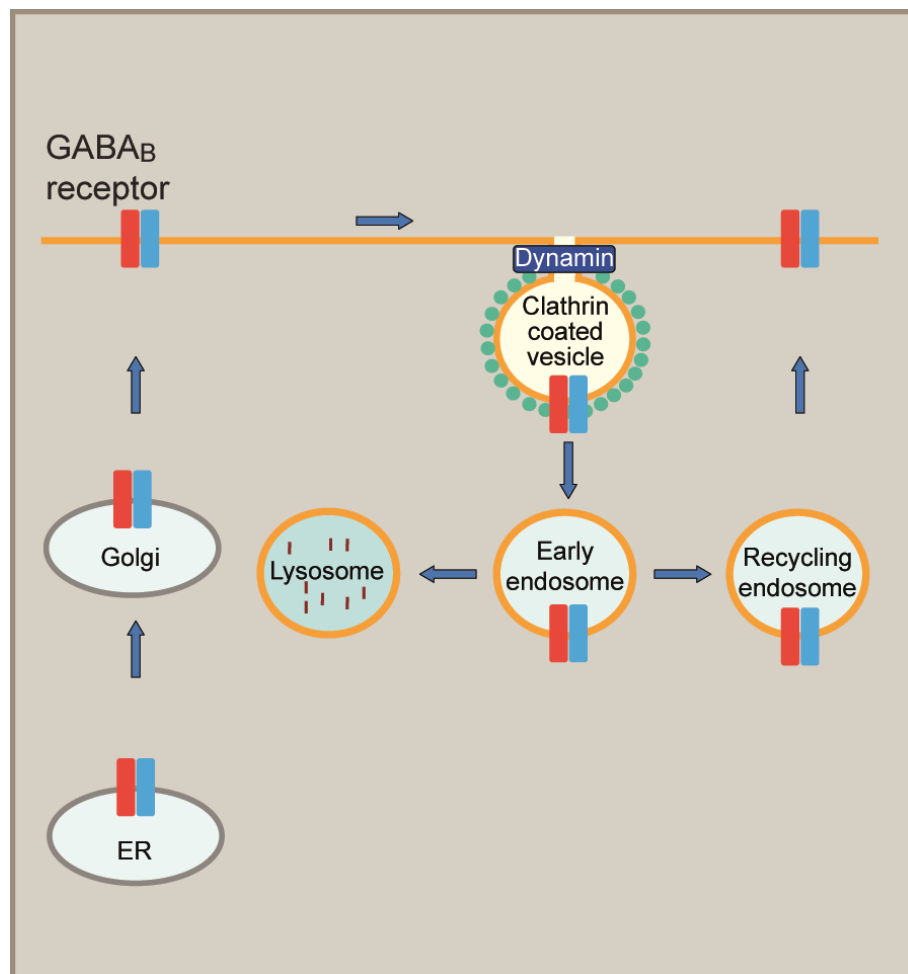 GABAB
receptor
Dynamin
Clathrin
coated
vesicle
Golgi
Lysosome
Early
endosome
Recycling
endosome
ER